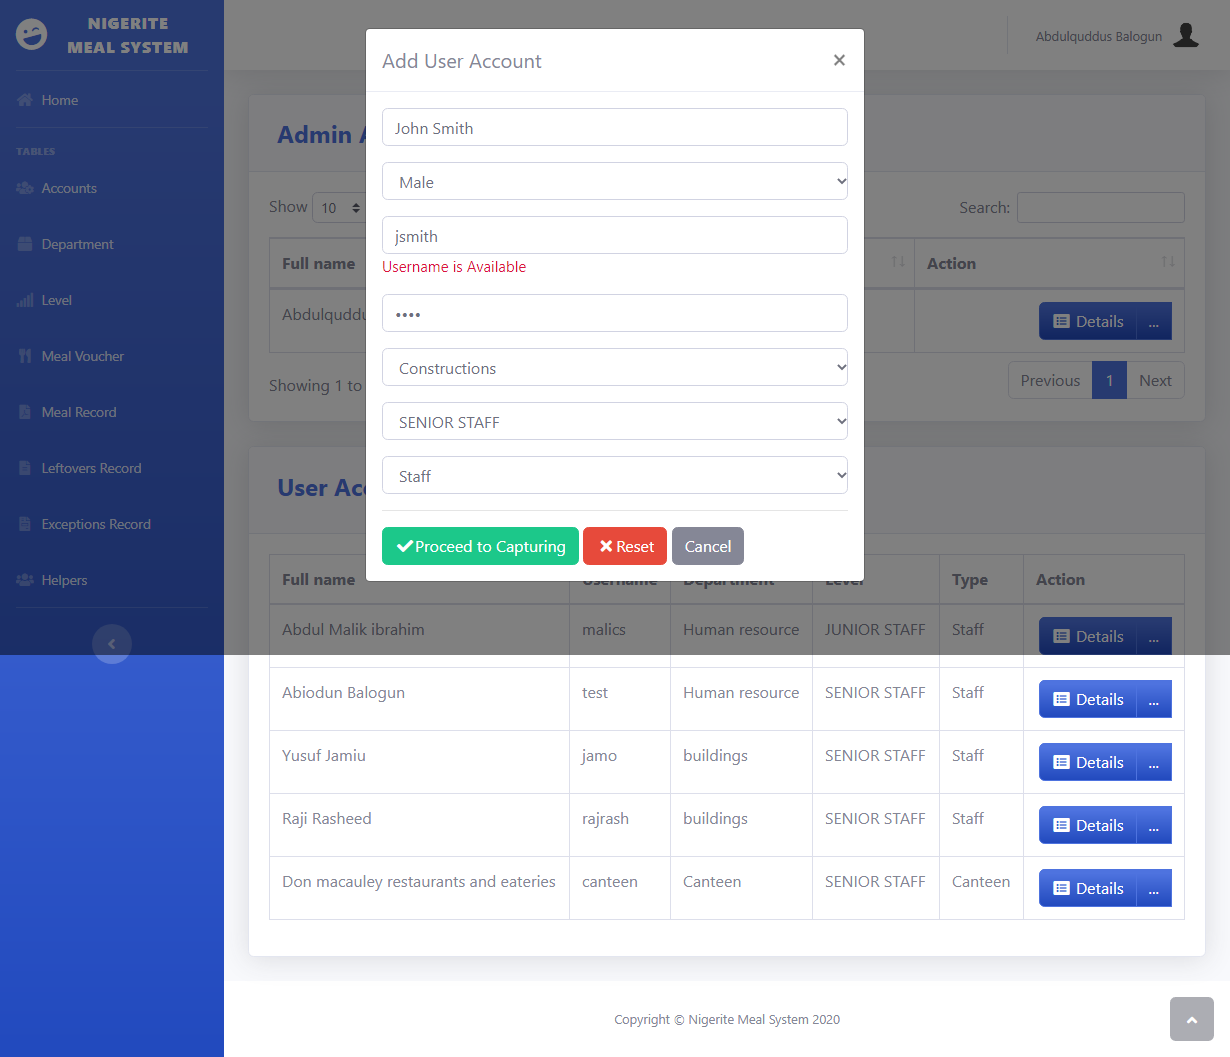 NIGERITE
MEAL SYSTEM
Home
TABLES
Accounts
Department
Level
Meal Voucher
Meal Record
Leftovers Record
Exceptions Record
Helpers
Abdulquddus Balogun
Admin A
Show 10
Search:
Full name
Action
Abdulquddu
Details ...
Showing 1 to
Previous 1 Next
Add User Account ×
John Smith
Male
jsmith
Username is Available
••••
Constructions
SENIOR STAFF
Staff
Proceed to Capturing Reset Cancel
User Acc
Full name Username Department Level Type Action
Abdul Malik ibrahim malics Human resource JUNIOR STAFF Staff Details ...
Abiodun Balogun test Human resource SENIOR STAFF Staff Details ...
Yusuf Jamiu jamo buildings SENIOR STAFF Staff Details ...
Raji Rasheed rajrash buildings SENIOR STAFF Staff Details ...
Don macauley restaurants and eateries canteen Canteen SENIOR STAFF Canteen Details ...
Copyright © Nigerite Meal System 2020